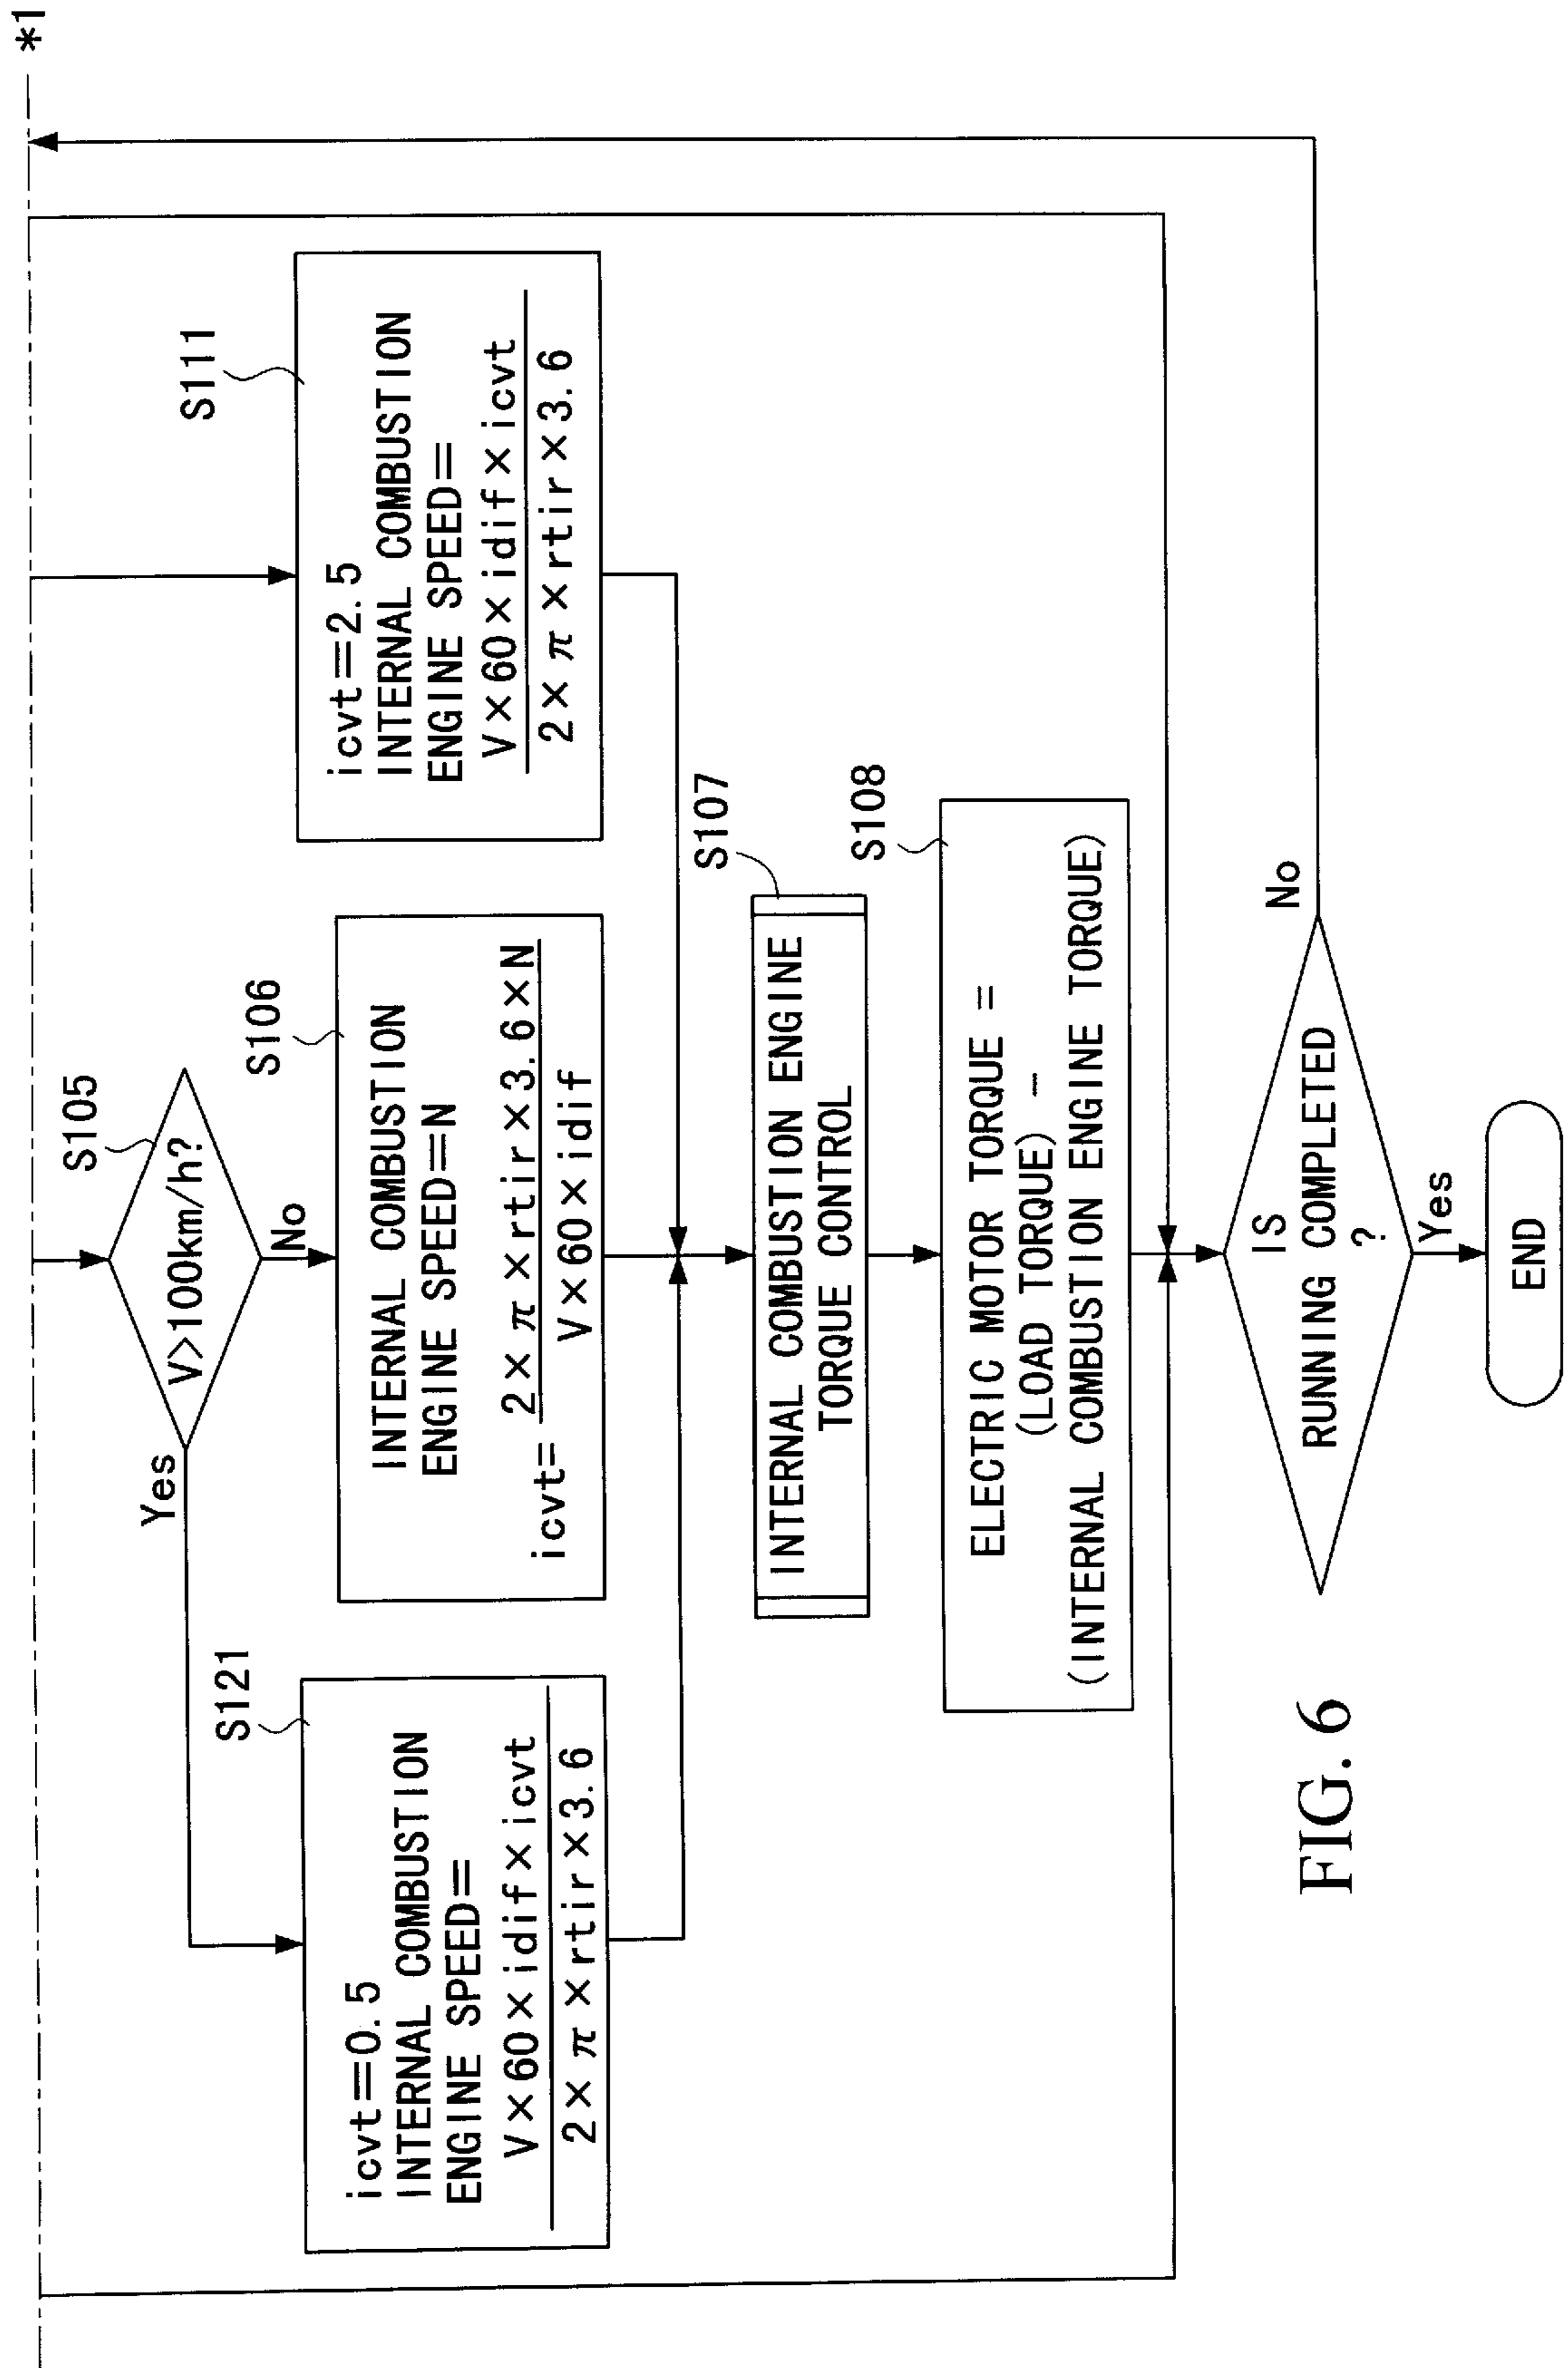 *1
S105
V>100km/h?
Yes
No
S121
icvt=0.5
INTERNAL COMBUSTION
ENGINE SPEED=
V×60×idif×icvt
2×π×rtir×3.6
S106
INTERNAL COMBUSTION
ENGINE SPEED=N
icvt= 2×π×rtir×3.6×N
V×60×idif
S111
icvt=2.5
INTERNAL COMBUSTION
ENGINE SPEED=
V×60×idif×icvt
2×π×rtir×3.6
S107
INTERNAL COMBUSTION ENGINE
TORQUE CONTROL
S108
ELECTRIC MOTOR TORQUE =
(LOAD TORQUE) -
(INTERNAL COMBUSTION ENGINE TORQUE)
IS
RUNNING COMPLETED
?
No
Yes
END
FIG. 6